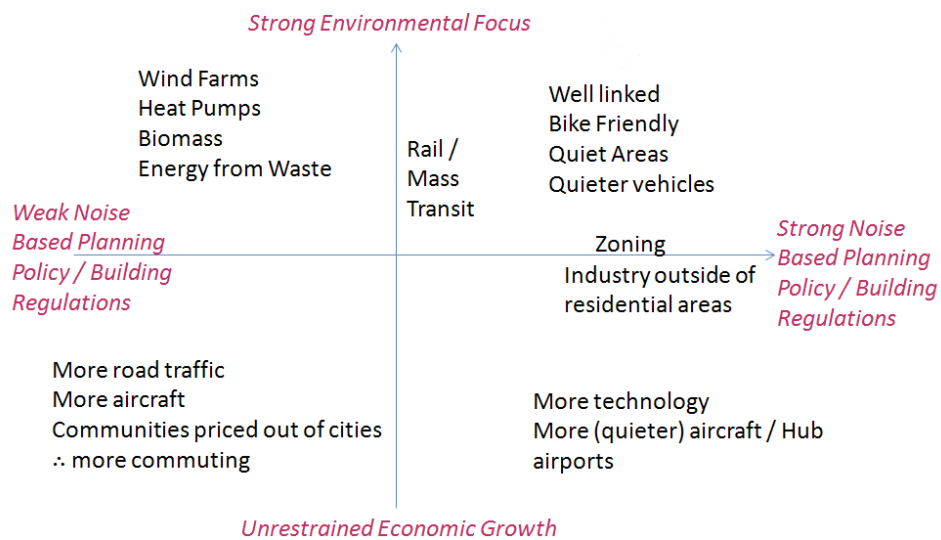 Strong Environmental Focus
Wind Farms
Heat Pumps
Biomass
Energy from Waste
Rail /
Mass
Transit
Well linked
Bike Friendly
Quiet Areas
Quieter vehicles
Weak Noise
Based Planning
Policy / Building
Regulations
Zoning
Industry outside of
residential areas
Strong Noise
Based Planning
Policy / Building
Regulations
More road traffic
More aircraft
Communities priced out of cities
∴ more commuting
More technology
More (quieter) aircraft / Hub
airports
Unrestrained Economic Growth